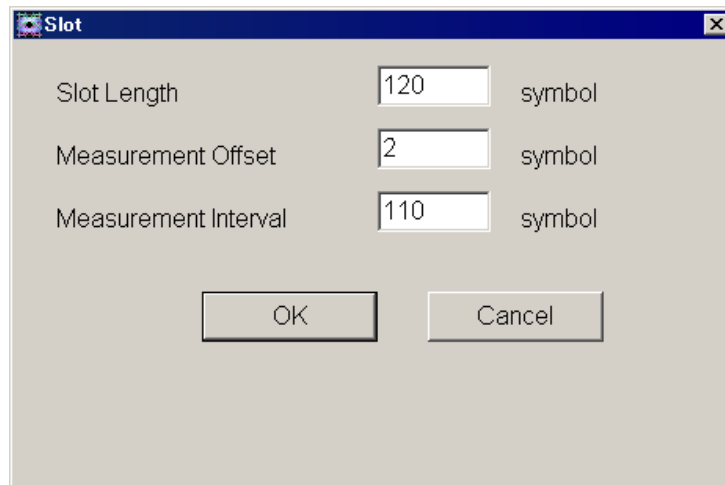 Slot
Slot Length 120 symbol
Measurement Offset 2 symbol
Measurement Interval 110 symbol
OK Cancel